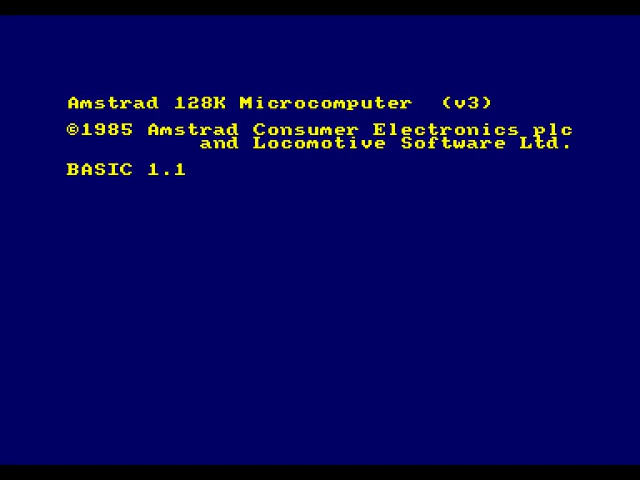 Amstrad 128K Microcomputer  (v3)
©1985 Amstrad Consumer Electronics plc
and Locomotive Software Ltd.
BASIC 1.1